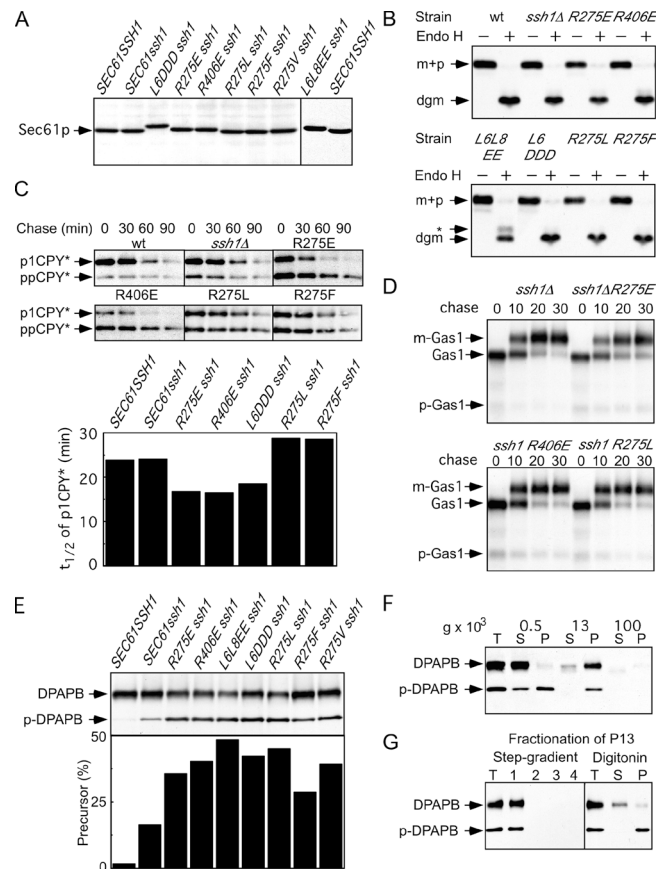 A
SEC61SSH1
SEC61ssh1
L6DDD ssh1
R275E ssh1
R406E ssh1
R275L ssh1
R275F ssh1
R275V ssh1
L6L8EE ssh1
SEC61SSH1
Sec61p
B
Strain wt ssh1Δ R275E R406E
Endo H − + − + − + − +
m+p
dgm
Strain L6L8 EE L6 DDD R275L R275F
− + − + − + − +
m+p
*
dgm
C
Chase (min) 0 30 60 90 0 30 60 90 0 30 60 90
wt ssh1Δ R275E
p1CPY*
ppCPY*
R406E R275L R275F
p1CPY*
ppCPY*
SEC61SSH1
SEC61ssh1
R275E ssh1
R406E ssh1
L6DDD ssh1
R275L ssh1
R275F ssh1
t1/2 of p1CPY* (min)
30
20
15
0
D
ssh1Δ ssh1ΔR275E
chase 0 10 20 30 0 10 20 30
m-Gas1
Gas1
p-Gas1
ssh1 R406E ssh1 R275L
chase 0 10 20 30 0 10 20 30
m-Gas1
Gas1
p-Gas1
E
SEC61SSH1
SEC61ssh1
R275E ssh1
R406E ssh1
L6L8EE ssh1
L6DDD ssh1
R275L ssh1
R275F ssh1
R275V ssh1
DPAPB
p-DPAPB
Precursor (%)
50
25
0
F
g x 10³ 0.5 13 100
T S P S P S P
DPAPB
p-DPAPB
G
Fractionation of P13
Step-gradient Digitonin
T 1 2 3 4 T S P
DPAPB
p-DPAPB